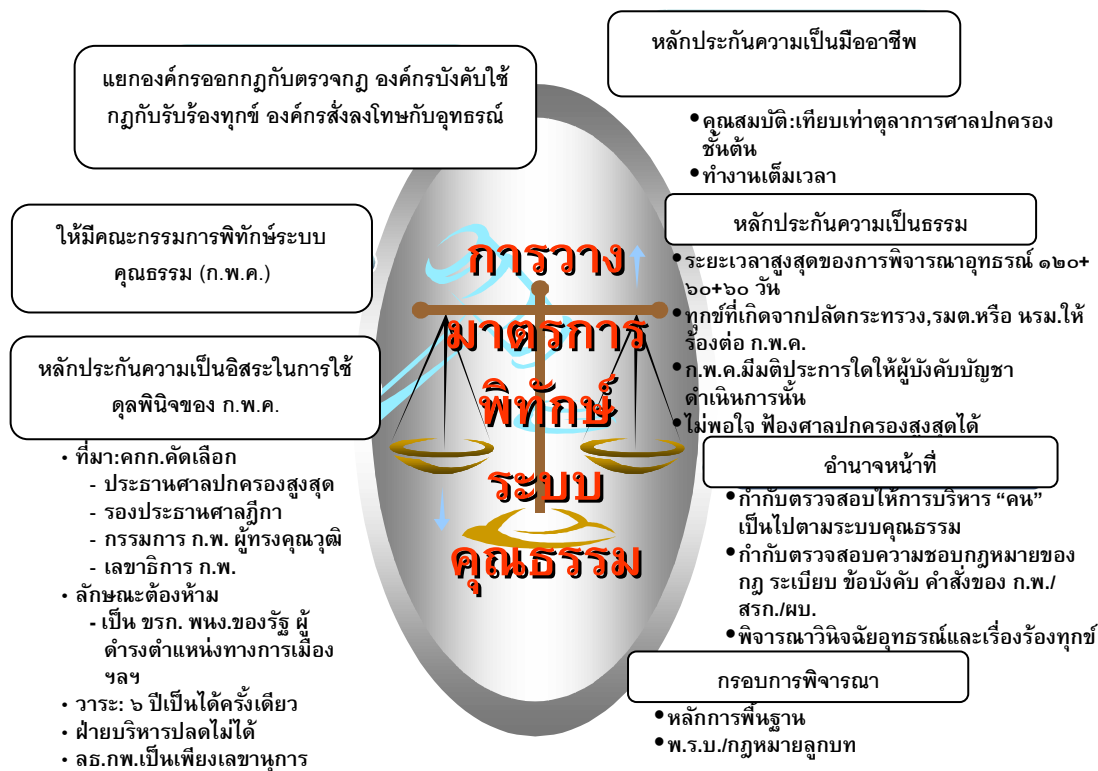 แยกองค์กรออกกฎกับตรวจกฎ องค์กรบังคับใช้
กฎกับรับร้องทุกข์ องค์กรสั่งลงโทษกับอุทธรณ์
ให้มีคณะกรรมการพิทักษ์ระบบ
คุณธรรม (ก.พ.ค.)
หลักประกันความเป็นอิสระในการใช้
ดุลพินิจของ ก.พ.ค.
• ที่มา:คกก.คัดเลือก
- ประธานศาลปกครองสูงสุด
- รองประธานศาลฎีกา
- กรรมการ ก.พ. ผู้ทรงคุณวุฒิ
- เลขาธิการ ก.พ.
• ลักษณะต้องห้าม
- เป็น ขรก. พนง.ของรัฐ ผู้
ดำรงตำแหน่งทางการเมือง
ฯลฯ
• วาระ: ๖ ปีเป็นได้ครั้งเดียว
• ฝ่ายบริหารปลดไม่ได้
• ลธ.กพ.เป็นเพียงเลขานุการ
การวาง
มาตรการ
พิทักษ์
ระบบ
คุณธรรม
หลักประกันความเป็นมืออาชีพ
•คุณสมบัติ:เทียบเท่าตุลาการศาลปกครอง
ชั้นต้น
•ทำงานเต็มเวลา
หลักประกันความเป็นธรรม
•ระยะเวลาสูงสุดของการพิจารณาอุทธรณ์ ๑๒๐+
๖๐+๖๐ วัน
•ทุกข์ที่เกิดจากปลัดกระทรวง,รมต.หรือ นรม.ให้
ร้องต่อ ก.พ.ค.
•ก.พ.ค.มีมติประการใดให้ผู้บังคับบัญชา
ดำเนินการนั้น
•ไม่พอใจ ฟ้องศาลปกครองสูงสุดได้
อำนาจหน้าที่
•กำกับตรวจสอบให้การบริหาร “คน”
เป็นไปตามระบบคุณธรรม
•กำกับตรวจสอบความชอบกฎหมายของ
กฎ ระเบียบ ข้อบังคับ คำสั่งของ ก.พ./
สรก./ผบ.
•พิจารณาวินิจฉัยอุทธรณ์และเรื่องร้องทุกข์
กรอบการพิจารณา
•หลักการพื้นฐาน
•พ.ร.บ./กฎหมายลูกบท